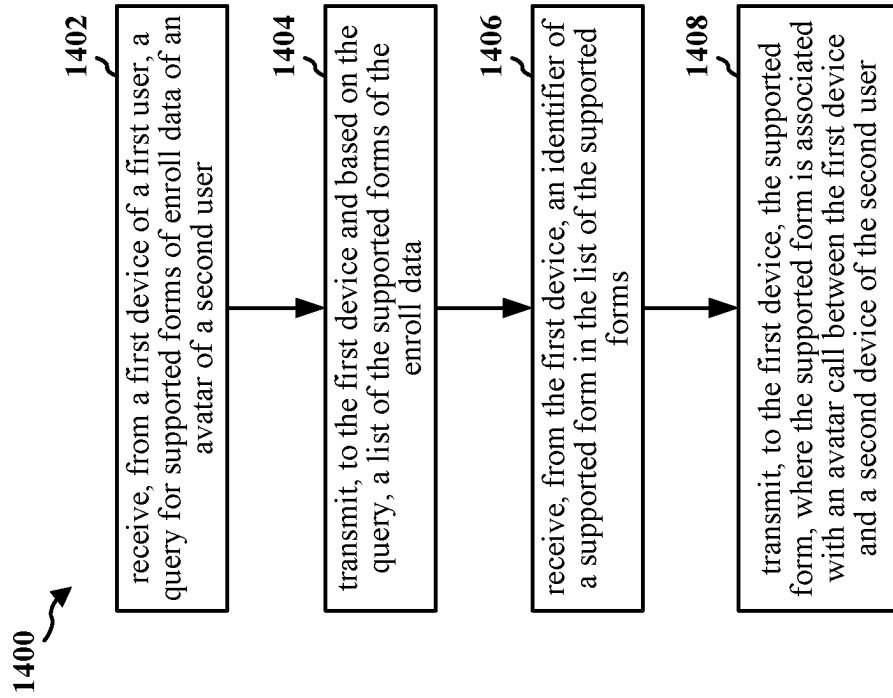 1400
1402
receive, from a first device of a first user, a
query for supported forms of enroll data of an
avatar of a second user
1404
transmit, to the first device and based on the
query, a list of the supported forms of the
enroll data
1406
receive, from the first device, an identifier of
a supported form in the list of the supported
forms
1408
transmit, to the first device, the supported
form, where the supported form is associated
with an avatar call between the first device
and a second device of the second user